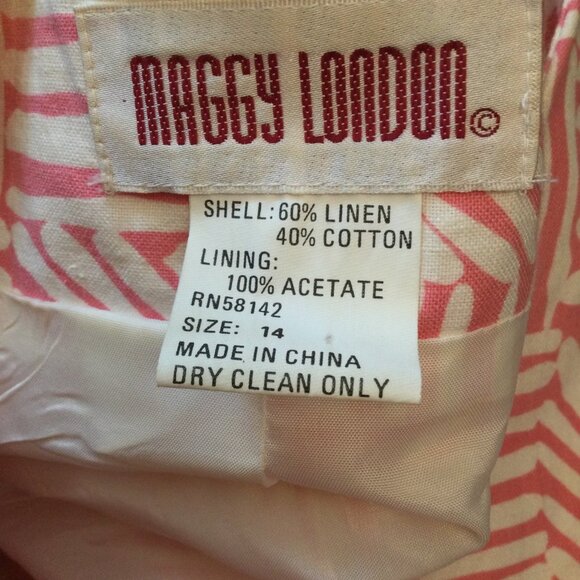 MAGGY LONDON©
SHELL: 60% LINEN
40% COTTON
LINING:
100% ACETATE
RN58142
SIZE: 14
MADE IN CHINA
DRY CLEAN ONLY